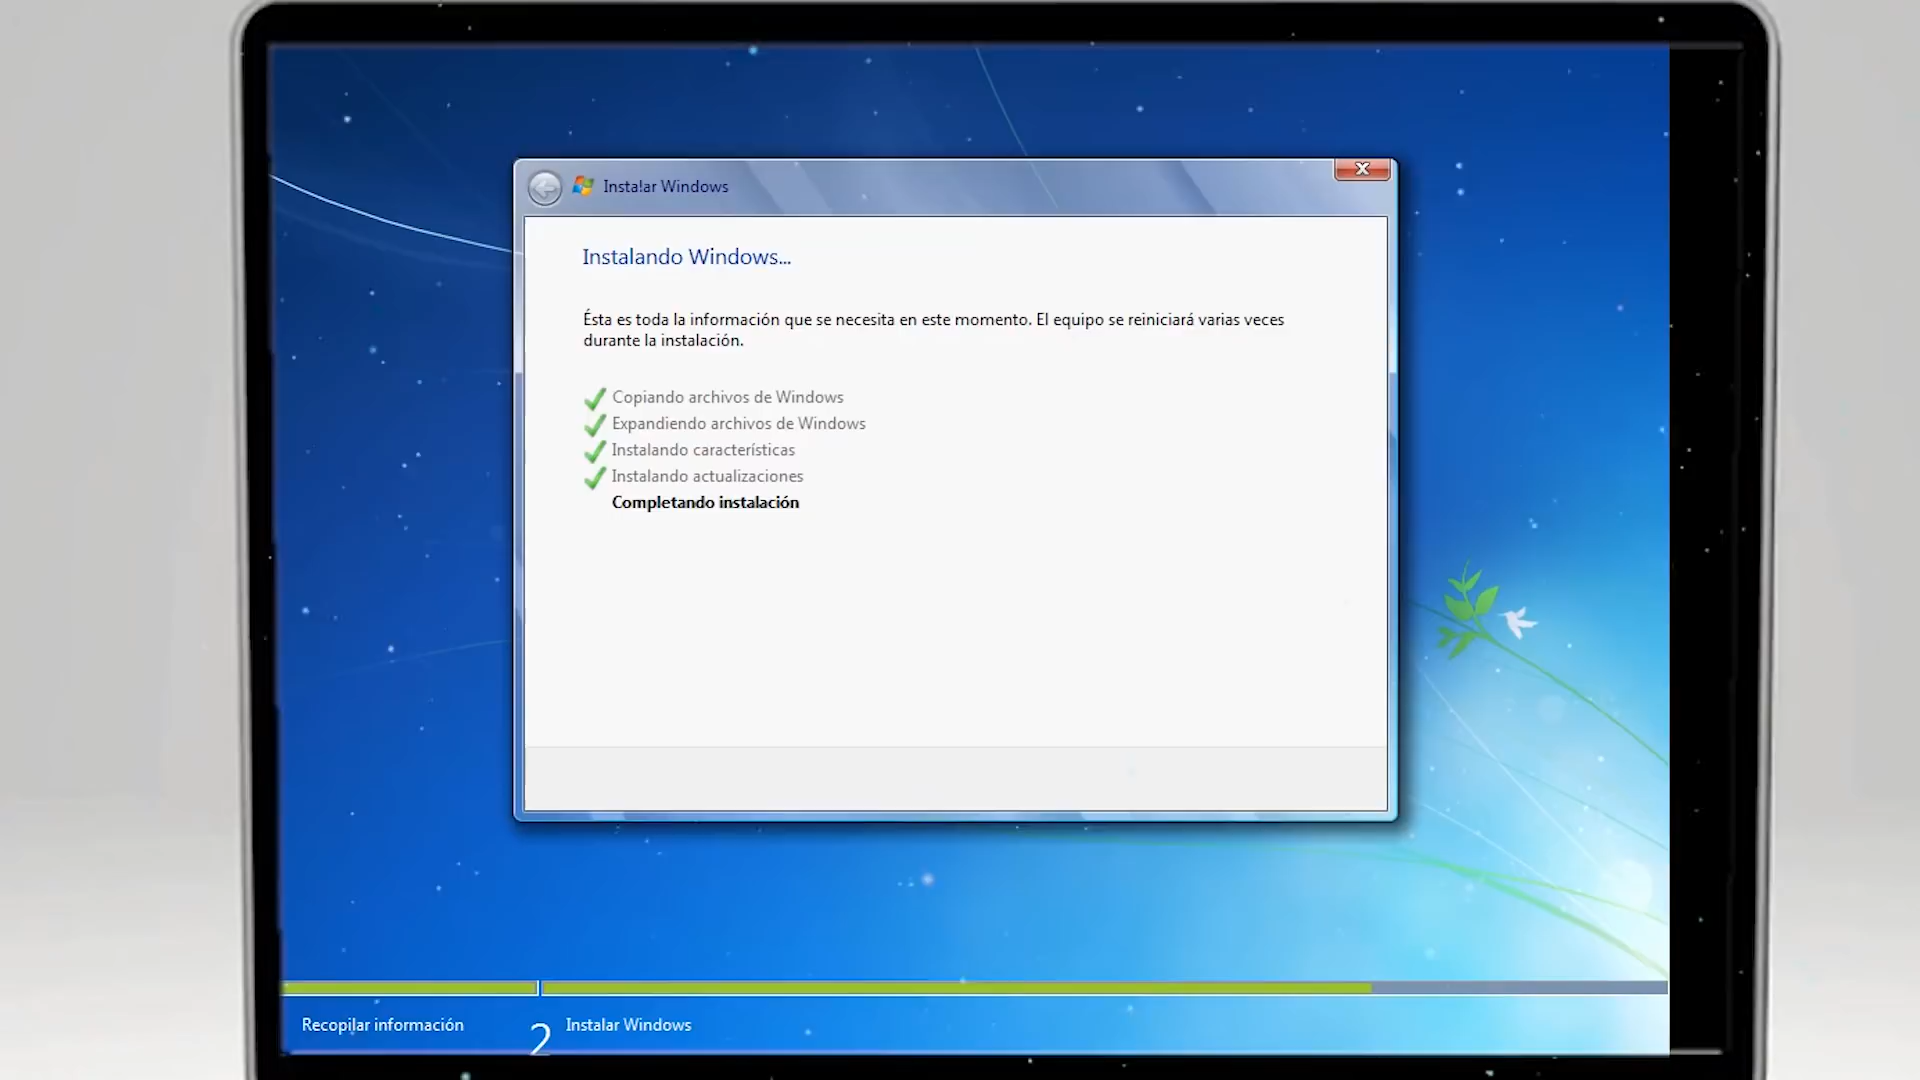 Instalar Windows
Instalando Windows...
Ésta es toda la información que se necesita en este momento. El equipo se reiniciará varias veces
durante la instalación.
Copiando archivos de Windows
Expandiendo archivos de Windows
Instalando características
Instalando actualizaciones
Completando instalación
Recopilar información
2 Instalar Windows